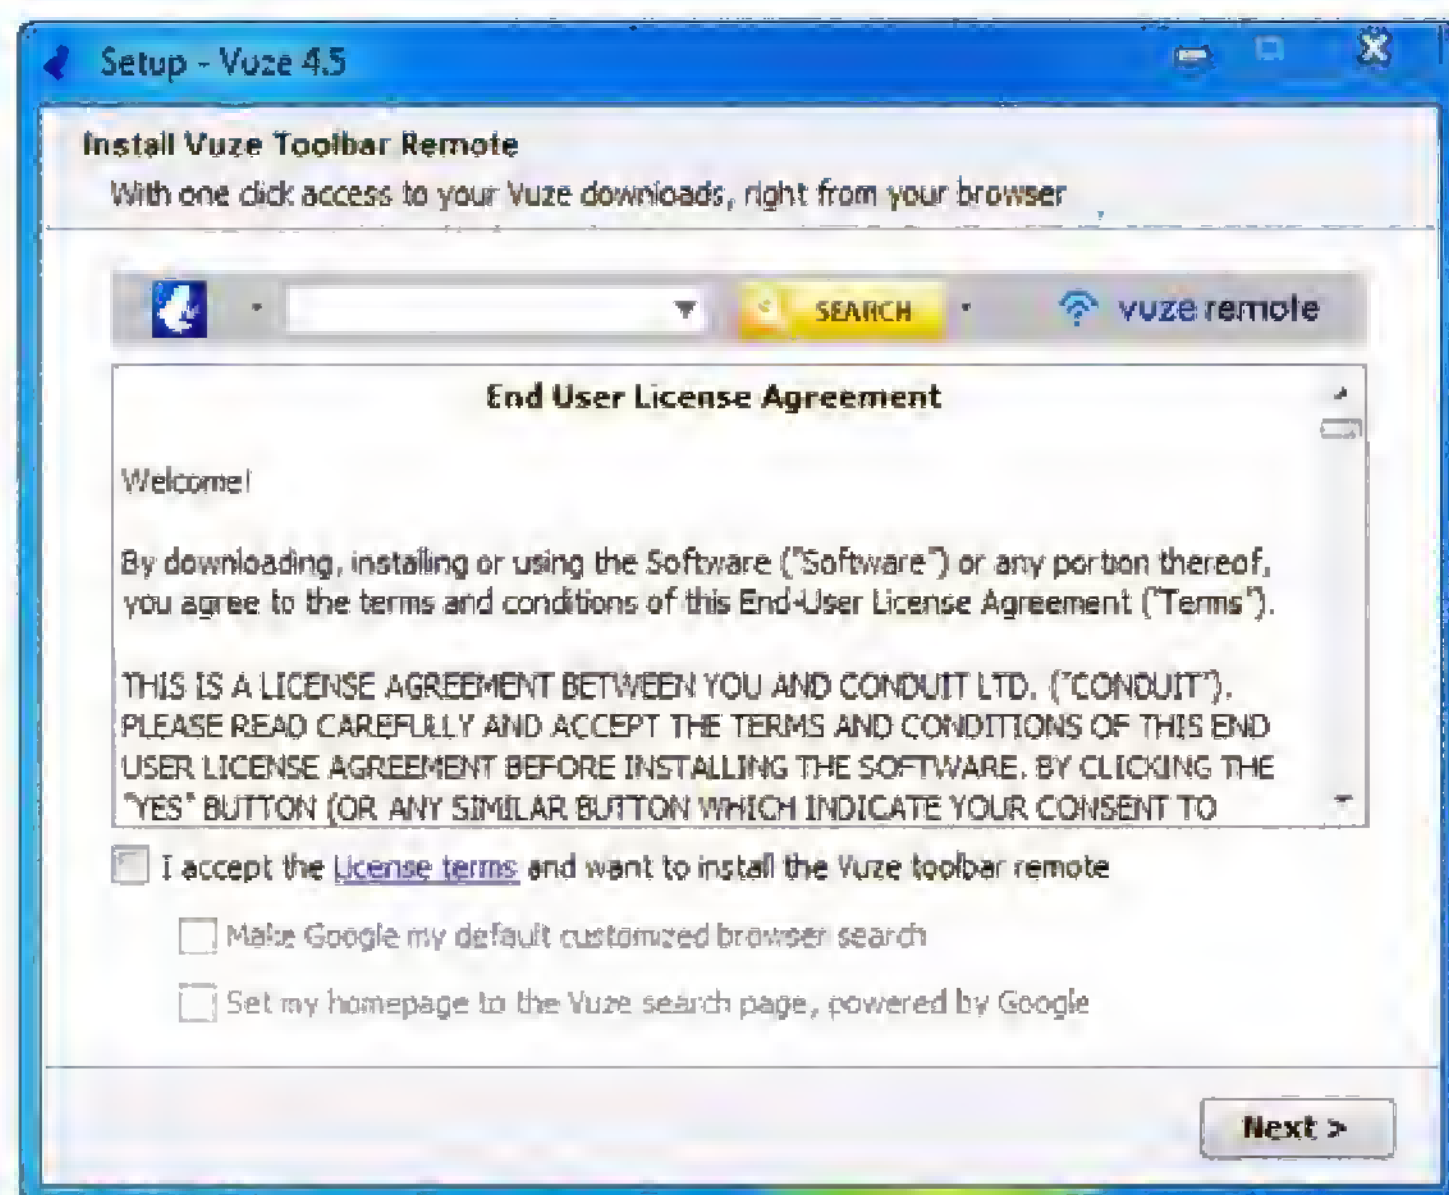 Setup - Vuze 4.5
Install Vuze Toolbar Remote
With one click access to your Vuze downloads, right from your browser
SEARCH
vuze remote
End User License Agreement
Welcome!
By downloading, installing or using the Software ("Software") or any portion thereof,
you agree to the terms and conditions of this End-User License Agreement ("Terms").
THIS IS A LICENSE AGREEMENT BETWEEN YOU AND CONDUIT LTD. ("CONDUIT").
PLEASE READ CAREFULLY AND ACCEPT THE TERMS AND CONDITIONS OF THIS END
USER LICENSE AGREEMENT BEFORE INSTALLING THE SOFTWARE. BY CLICKING THE
"YES" BUTTON (OR ANY SIMILAR BUTTON WHICH INDICATE YOUR CONSENT TO
I accept the License terms and want to install the Vuze toolbar remote
Make Google my default customized browser search
Set my homepage to the Vuze search page, powered by Google
Next >